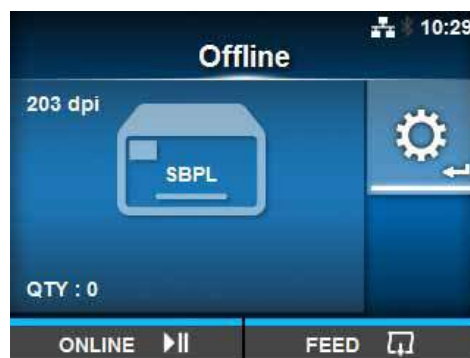 10:29
Offline
203 dpi
SBPL
QTY : 0
ONLINE FEED